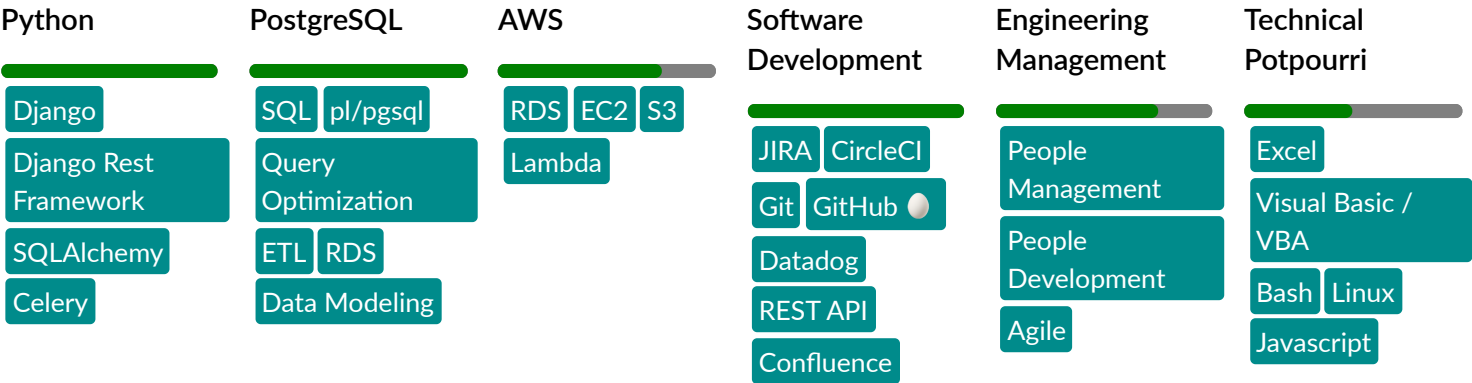 Python
Django
Django Rest
Framework
SQLAlchemy
Celery
PostgreSQL
SQL pl/pgsql
Query
Optimization
ETL RDS
Data Modeling
AWS
RDS EC2 S3
Lambda
Software
Development
JIRA CircleCI
Git GitHub 🥚
Datadog
REST API
Confluence
Engineering
Management
People
Management
People
Development
Agile
Technical
Potpourri
Excel
Visual Basic /
VBA
Bash Linux
Javascript